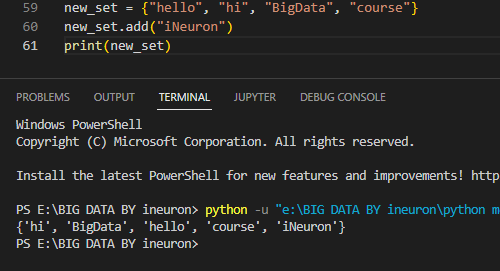 59 new_set = {"hello", "hi", "BigData", "course"}
60 new_set.add("iNeuron")
61 print(new_set)
PROBLEMS OUTPUT TERMINAL JUPYTER DEBUG CONSOLE
Windows PowerShell
Copyright (C) Microsoft Corporation. All rights reserved.
Install the latest PowerShell for new features and improvements! http
PS E:\BIG DATA BY ineuron> python -u "e:\BIG DATA BY ineuron\python m
{'hi', 'BigData', 'hello', 'course', 'iNeuron'}
PS E:\BIG DATA BY ineuron>